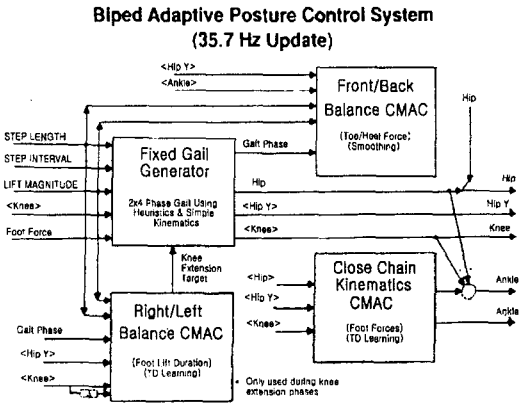 Biped Adaptive Posture Control System
(35.7 Hz Update)
<Hip Y>
<Ankle>
Front/Back
Balance CMAC
(Toe/Heel Force)
(Smoothing)
Hip
STEP LENGTH
STEP INTERVAL
LIFT MAGNITUDE
<Knee>
Foot Force
Fixed Gail
Generator
2x4 Phase Gail Using
Heuristics & Simple
Kinematics
Gait Phase
Hip
<Hip Y>
<Knee>
Hip
Hip Y
Knee
Knee
Extension
Target
<Hip>
<Hip Y>
<Knee>
Close Chain
Kinematics
CMAC
(Foot Forces)
(TD Learning)
Ankle
Ankle
Gait Phase
<Hip Y>
<Knee>
Right/Left
Balance CMAC
(Foot Lift Duration)
(TD Learning)
* Only used during knee
extension phases